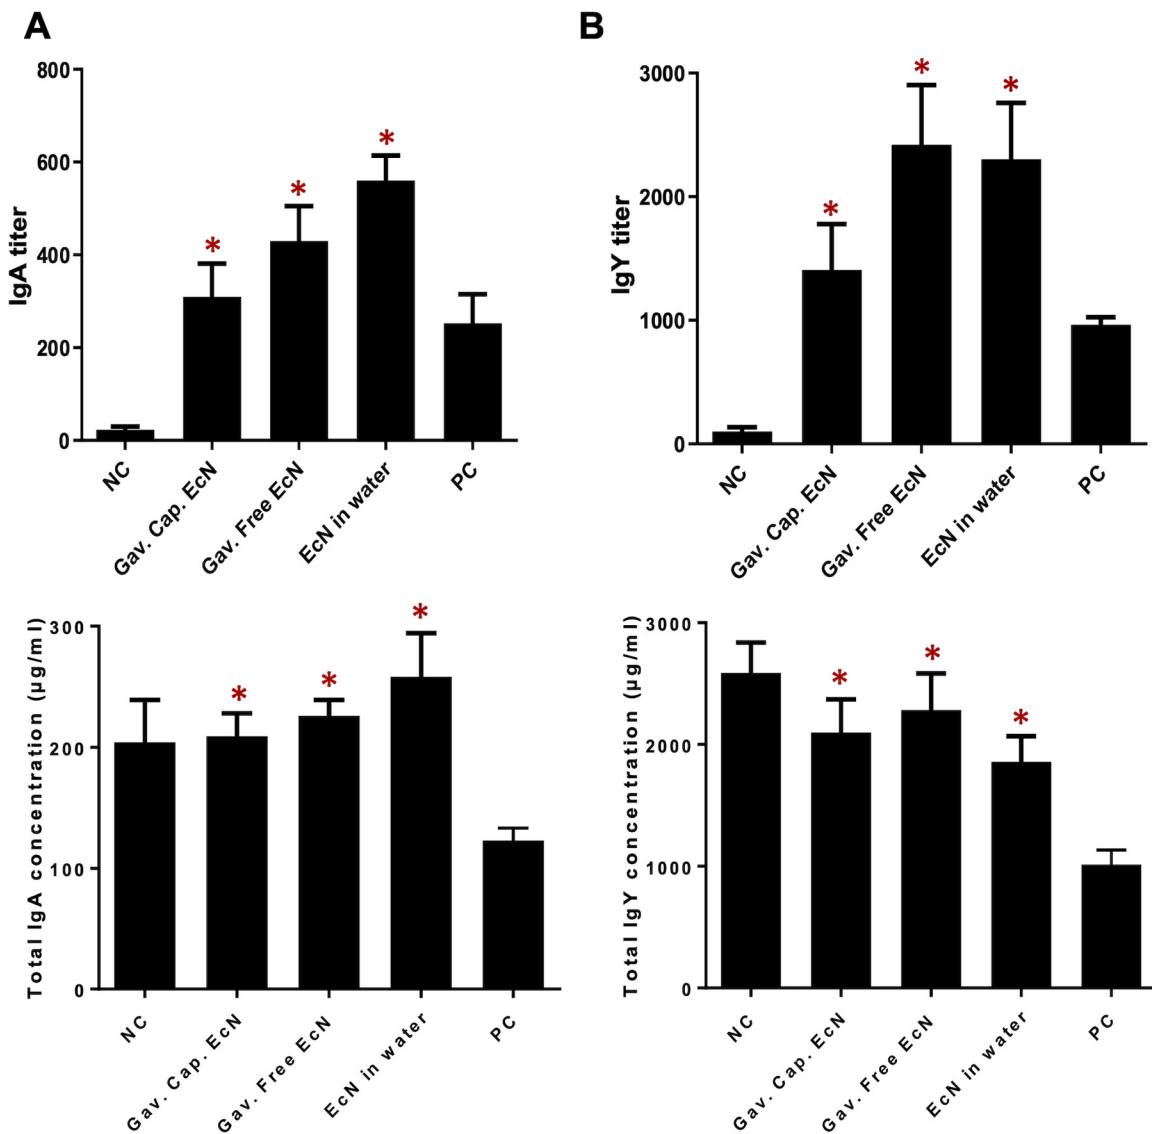 A
800
600
400
200
0
IgA titer
NC
Gav. Cap. EcN
Gav. Free EcN
EcN in water
PC
*
*
*
B
3000
2000
1000
0
IgY titer
NC
Gav. Cap. EcN
Gav. Free EcN
EcN in water
PC
*
*
*
300
200
100
0
Total IgA concentration (µg/ml)
NC
Gav. Cap. EcN
Gav. Free EcN
EcN in water
PC
*
*
*
3000
2000
1000
0
Total IgY concentration (µg/ml)
NC
Gav. Cap. EcN
Gav. Free EcN
EcN in water
PC
*
*
*